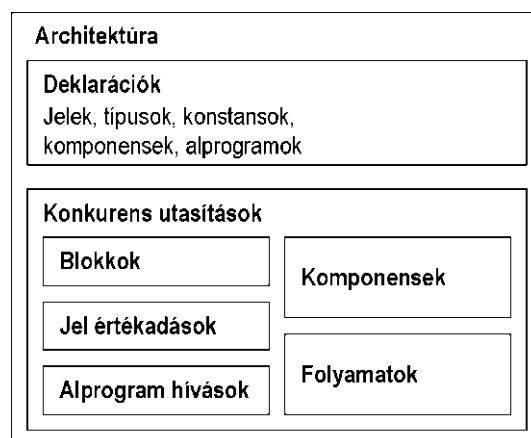 Architektúra
Deklarációk
Jelek, típusok, konstansok,
komponensek, alprogramok
Konkurens utasítások
Blokkok
Jel értékadások
Alprogram hívások
Komponensek
Folyamatok